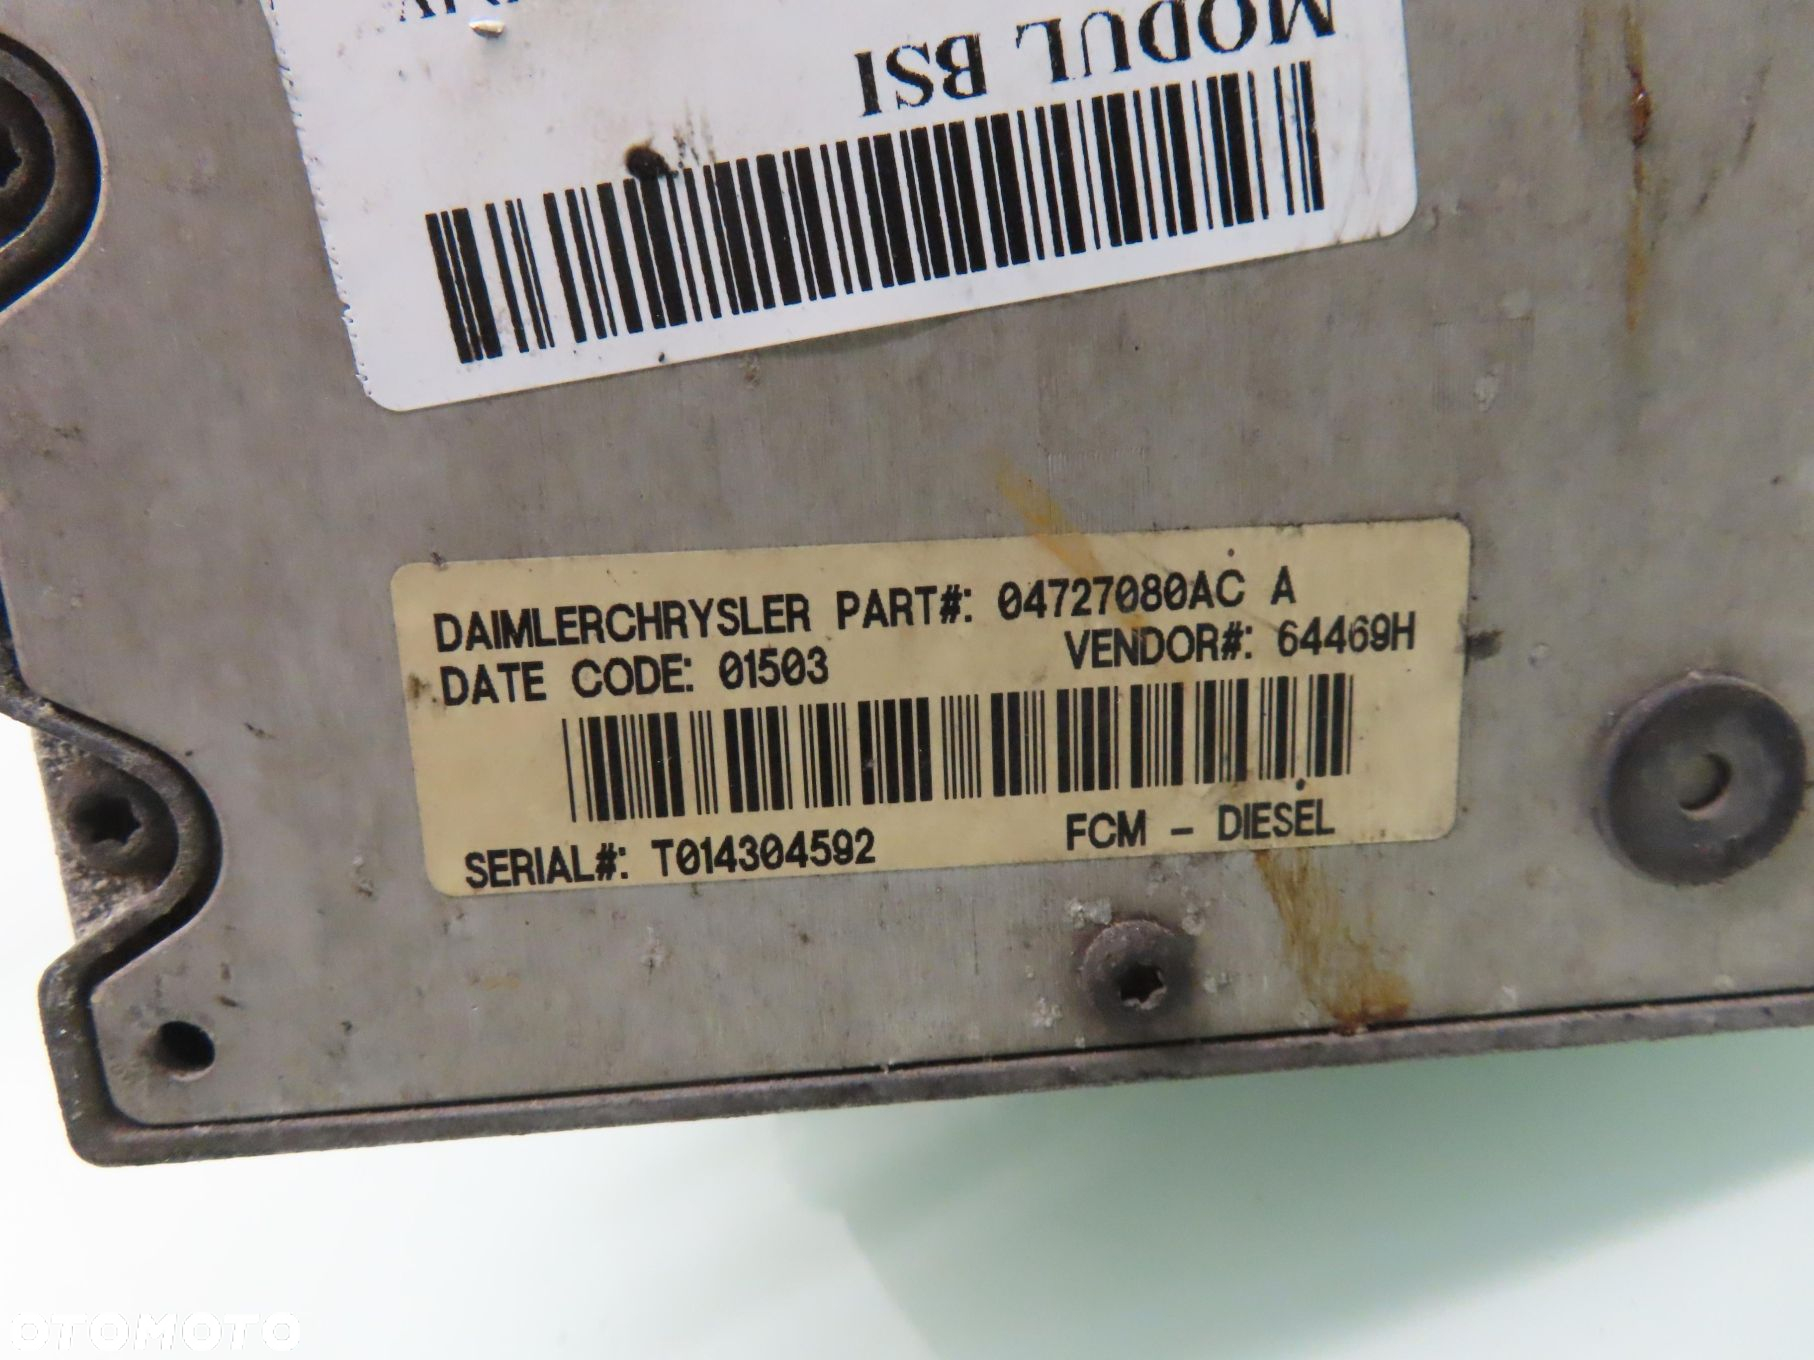 MODUL BSI
DAIMLERCHRYSLER PART#: 04727080AC A
DATE CODE: 01503 VENDOR#: 64469H
SERIAL#: T014304592 FCM - DIESEL
OTOMOTO